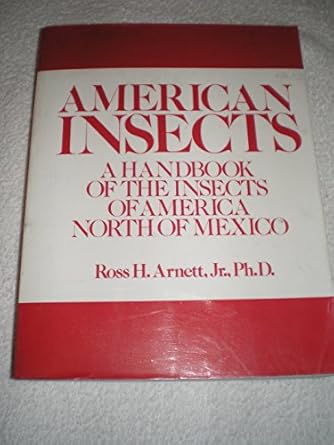 AMERICAN
INSECTS
A HANDBOOK
OF THE INSECTS
OF AMERICA
NORTH OF MEXICO
Ross H. Arnett, Jr., Ph.D.